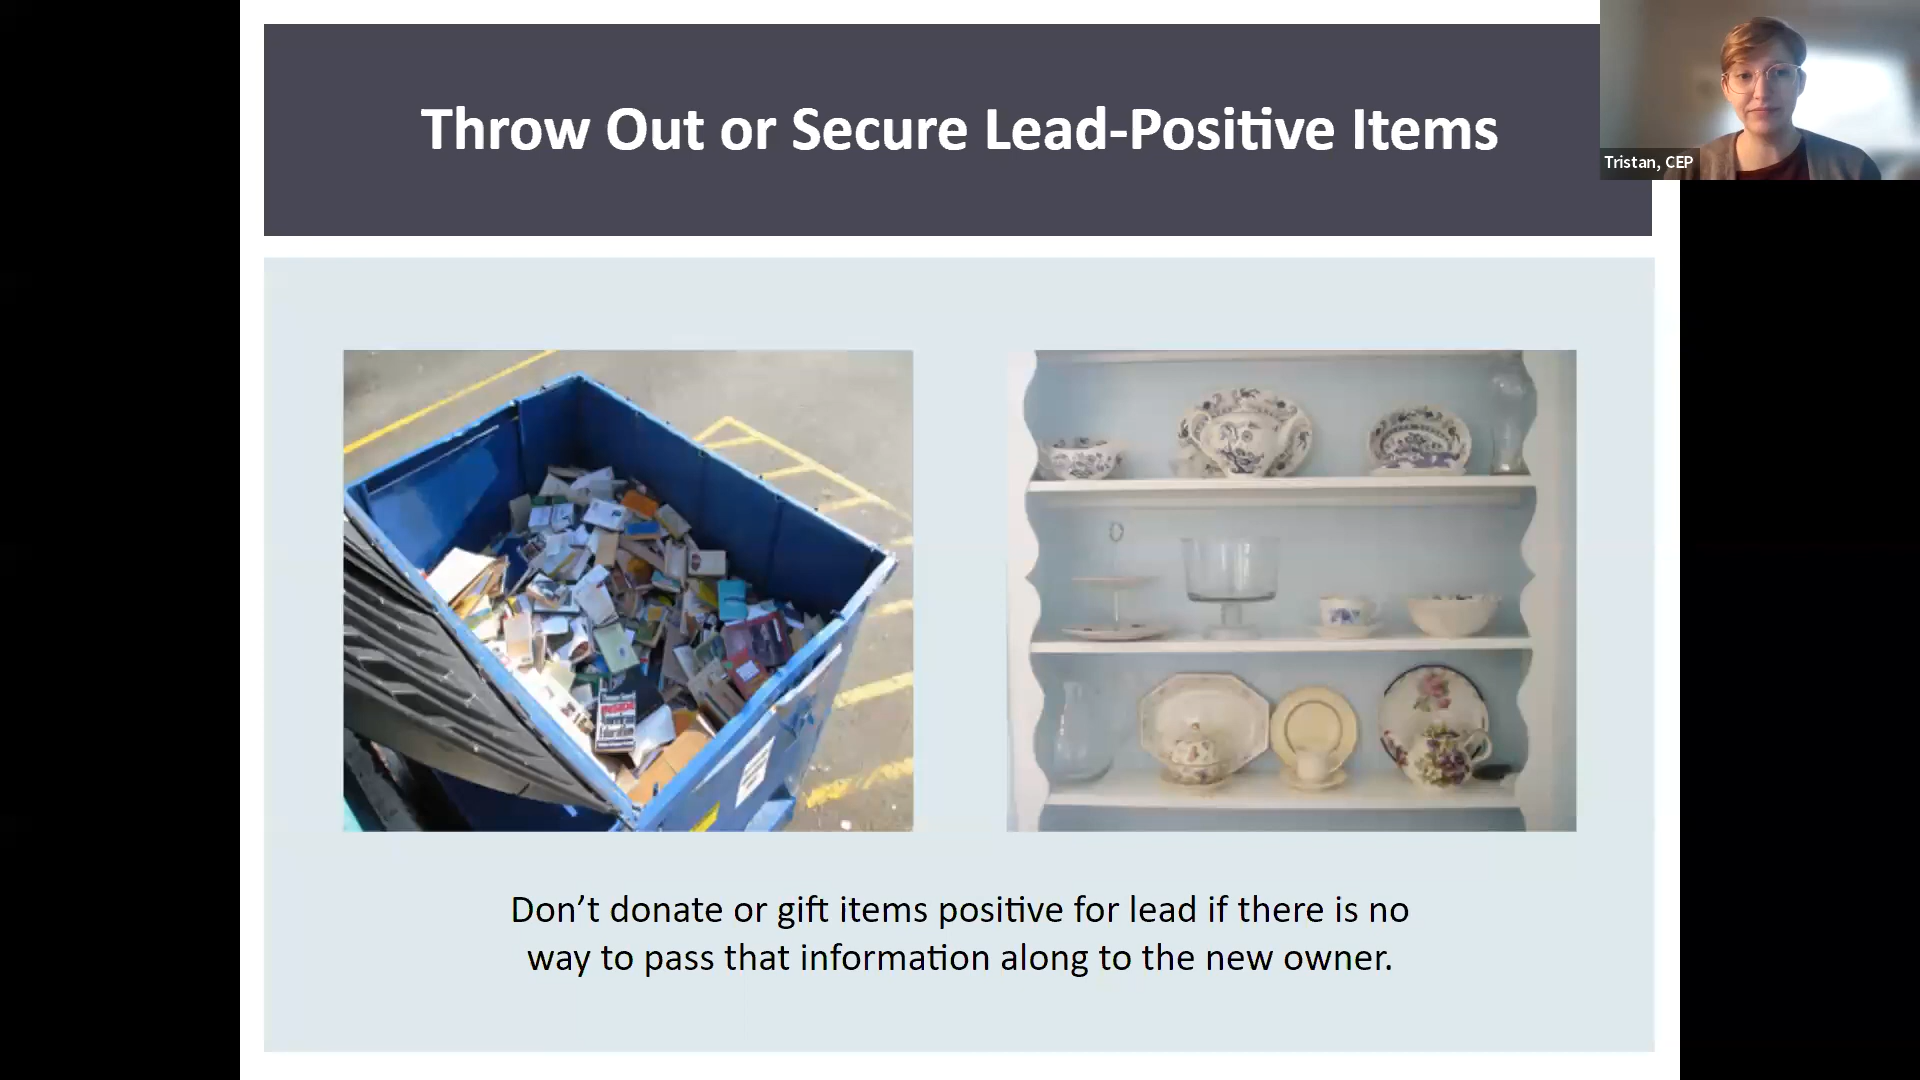 Throw Out or Secure Lead-Positive Items
Tristan, CEP
Don't donate or gift items positive for lead if there is no
way to pass that information along to the new owner.